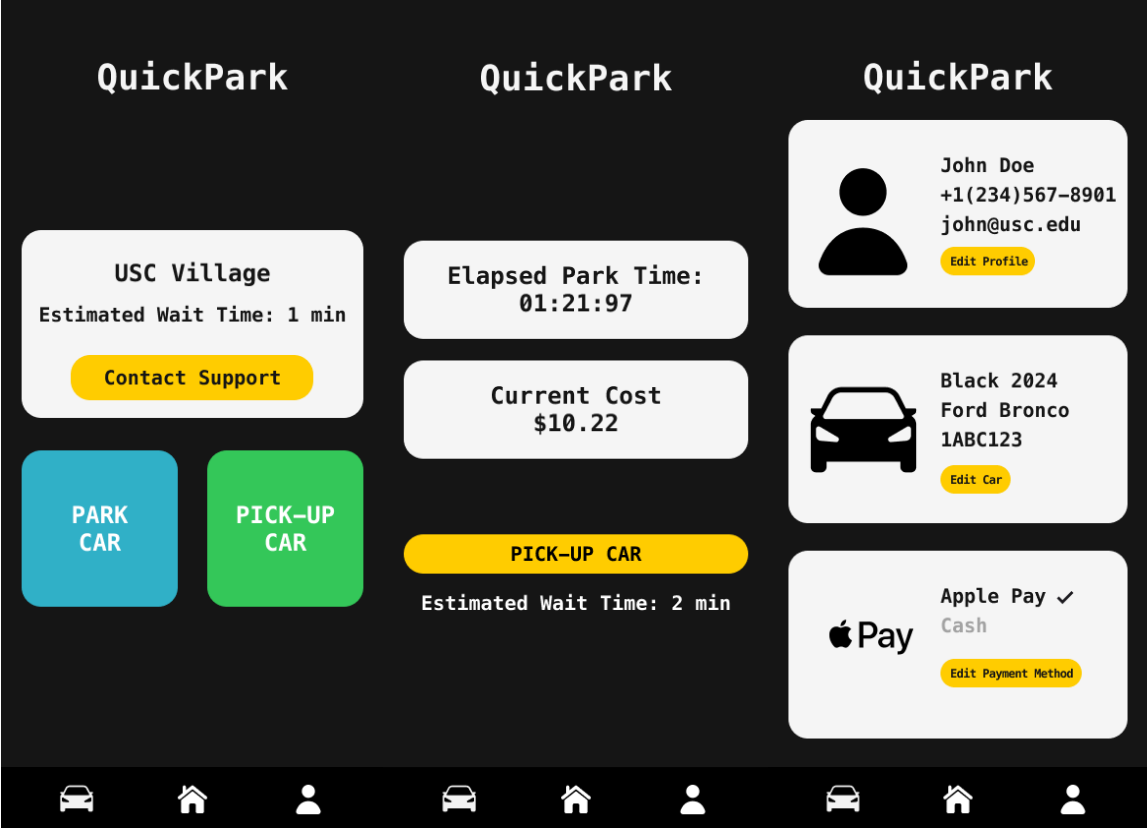 QuickPark
USC Village
Estimated Wait Time: 1 min
Contact Support
PARK
CAR
PICK-UP
CAR
QuickPark
Elapsed Park Time:
01:21:97
Current Cost
$10.22
PICK-UP CAR
Estimated Wait Time: 2 min
QuickPark
John Doe
+1(234)567-8901
john@usc.edu
Edit Profile
Black 2024
Ford Bronco
1ABC123
Edit Car
Pay
Apple Pay ✓
Cash
Edit Payment Method